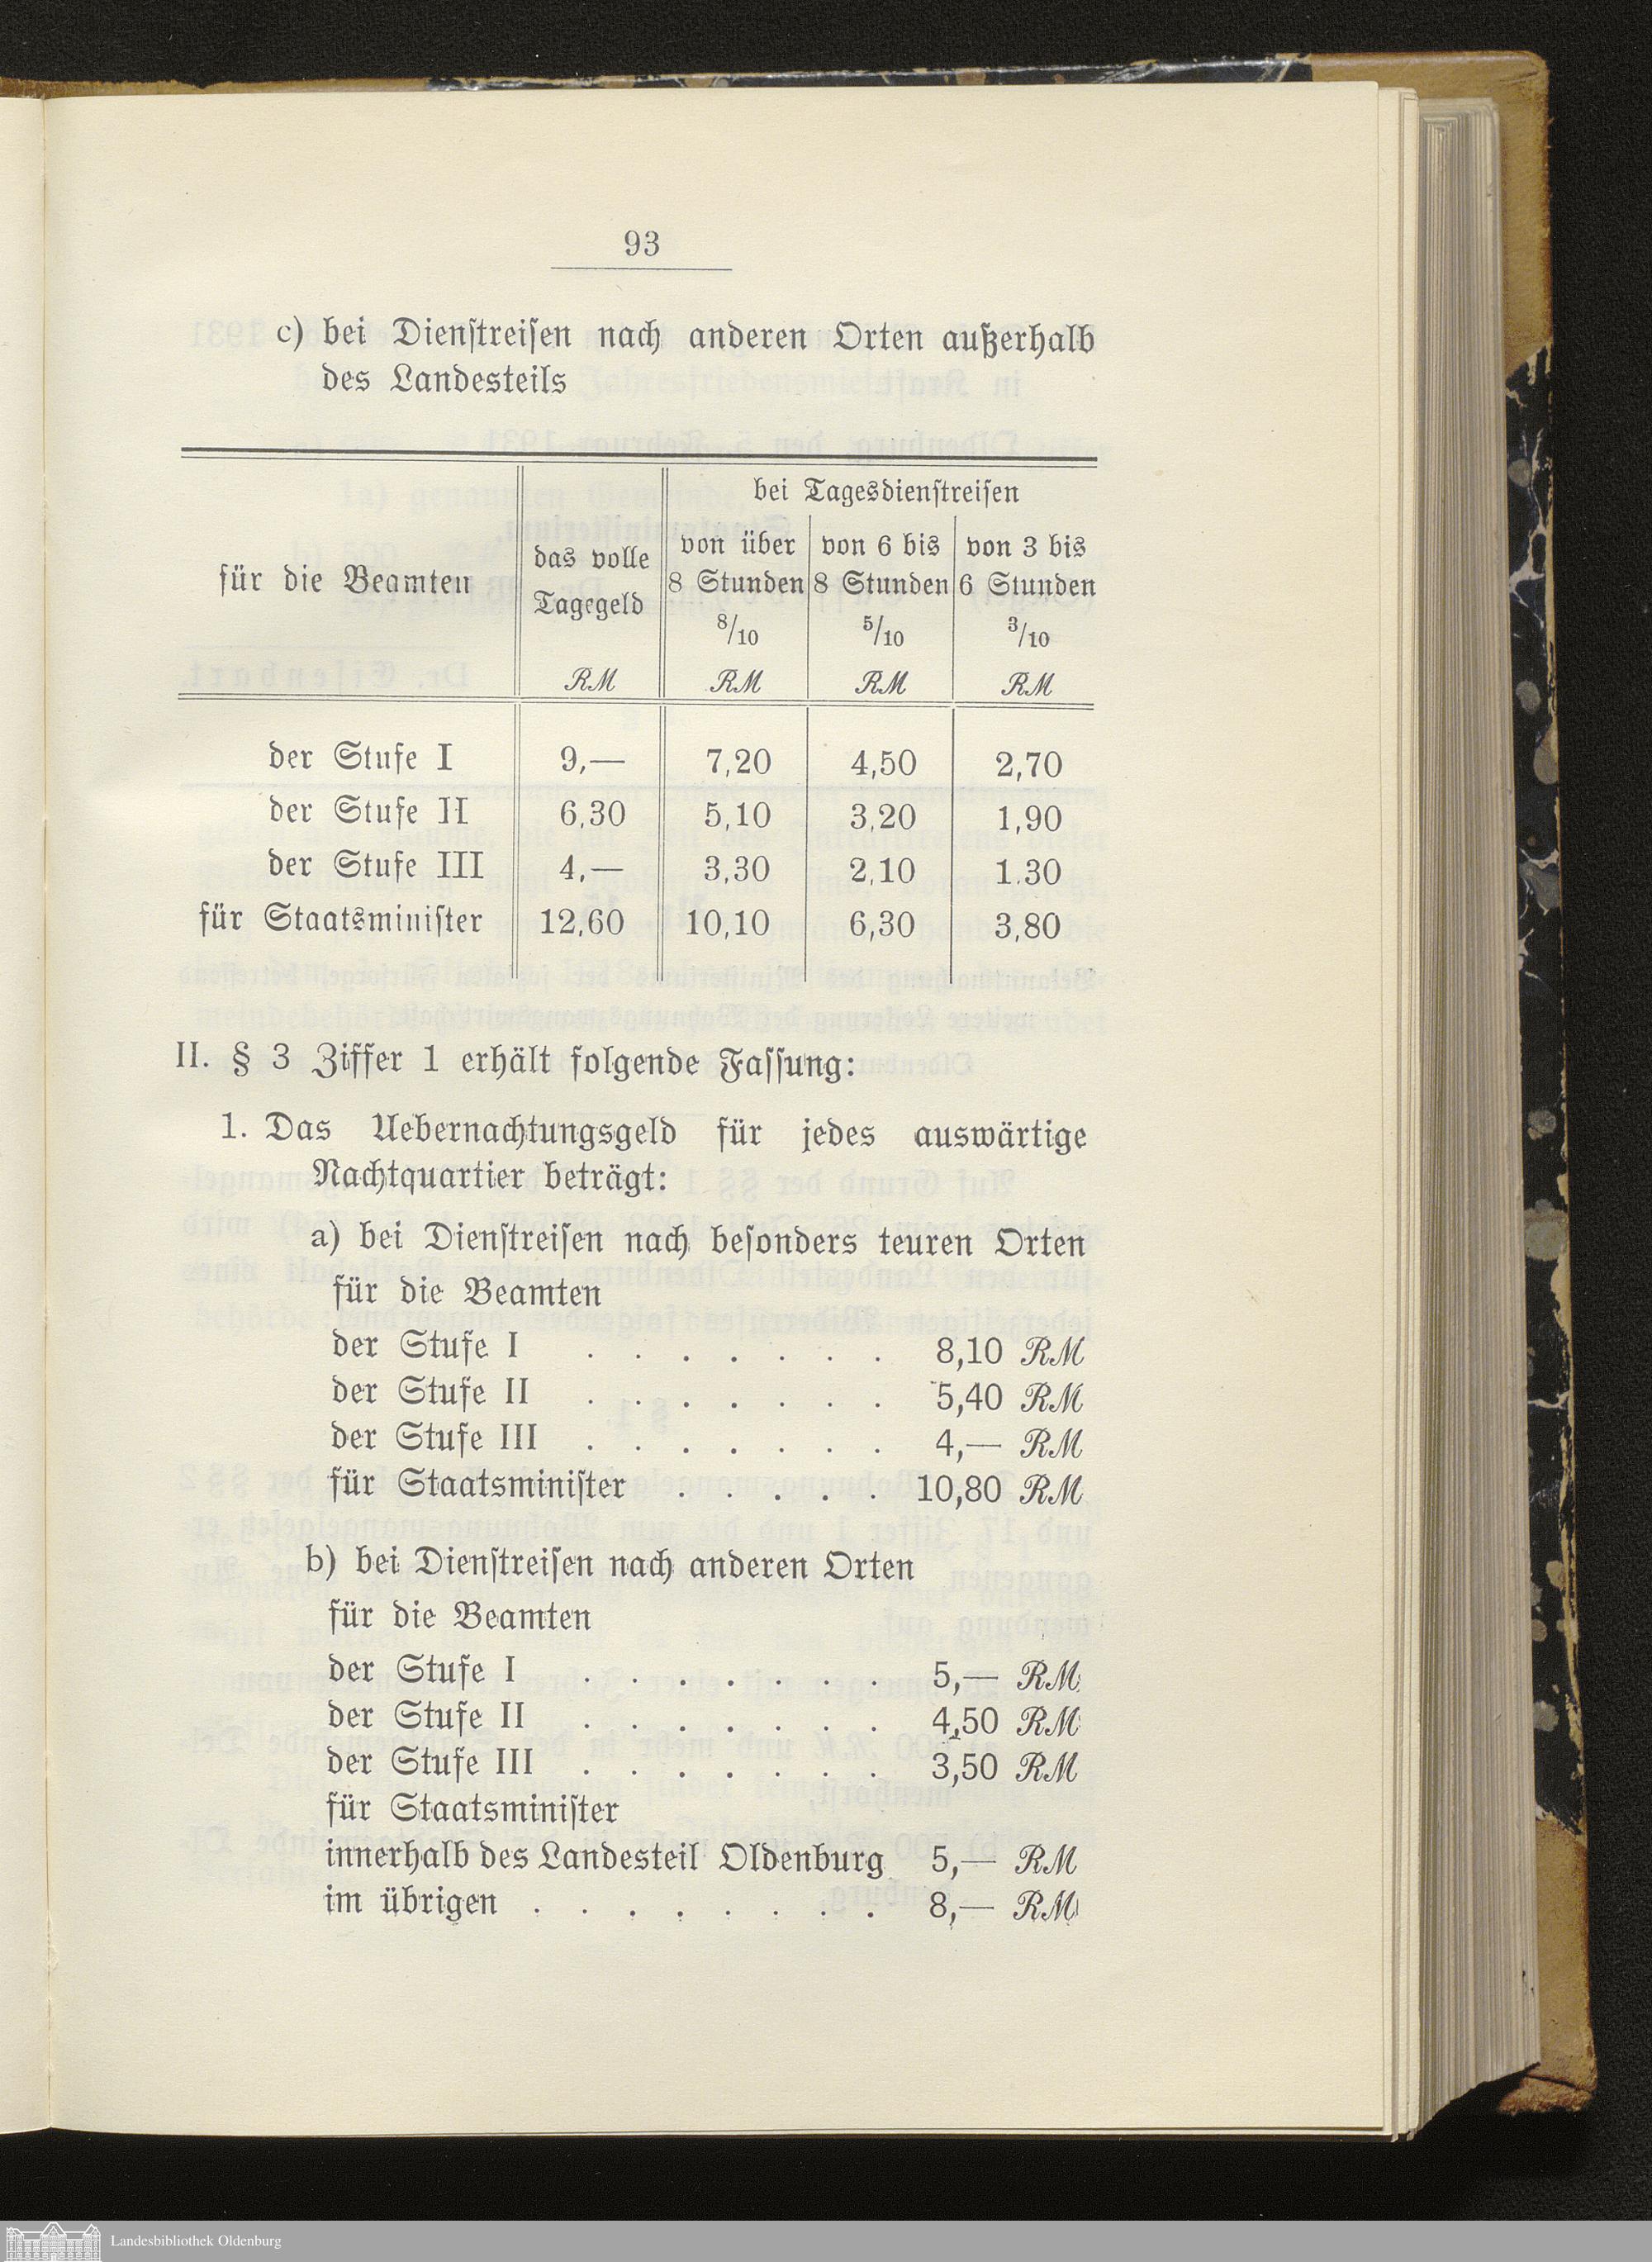 93
c) bei Dienstreisen nach anderen Orten außerhalb
des Landesteils
für die Beamten
das volle
Tagegeld
RM
bei Tagesdienstreisen
von über
8 Stunden
8/10
RM
von 6 bis
8 Stunden
5/10
RM
von 3 bis
6 Stunden
3/10
RM
der Stufe I 9,— 7,20 4,50 2,70
der Stufe II 6,30 5,10 3,20 1,90
der Stufe III 4,— 3,30 2,10 1.30
für Staatsminister 12,60 10,10 6,30 3,80
II. § 3 Ziffer 1 erhält folgende Fassung:
1. Das Uebernachtungsgeld für jedes auswärtige
Nachtquartier beträgt:
a) bei Dienstreisen nach besonders teuren Orten
für die Beamten
der Stufe I . . . . . . . 8,10 RM
der Stufe II . . . . . . . 5,40 RM
der Stufe III . . . . . . . 4,— RM
für Staatsminister . . . . . 10,80 RM
b) bei Dienstreisen nach anderen Orten
für die Beamten
der Stufe I . . . . . . . 5,— RM
der Stufe II . . . . . . . 4,50 RM
der Stufe III . . . . . . . 3,50 RM
für Staatsminister
innerhalb des Landesteil Oldenburg 5,— RM
im übrigen . . . . . . . . 8,— RM
Landesbibliothek Oldenburg